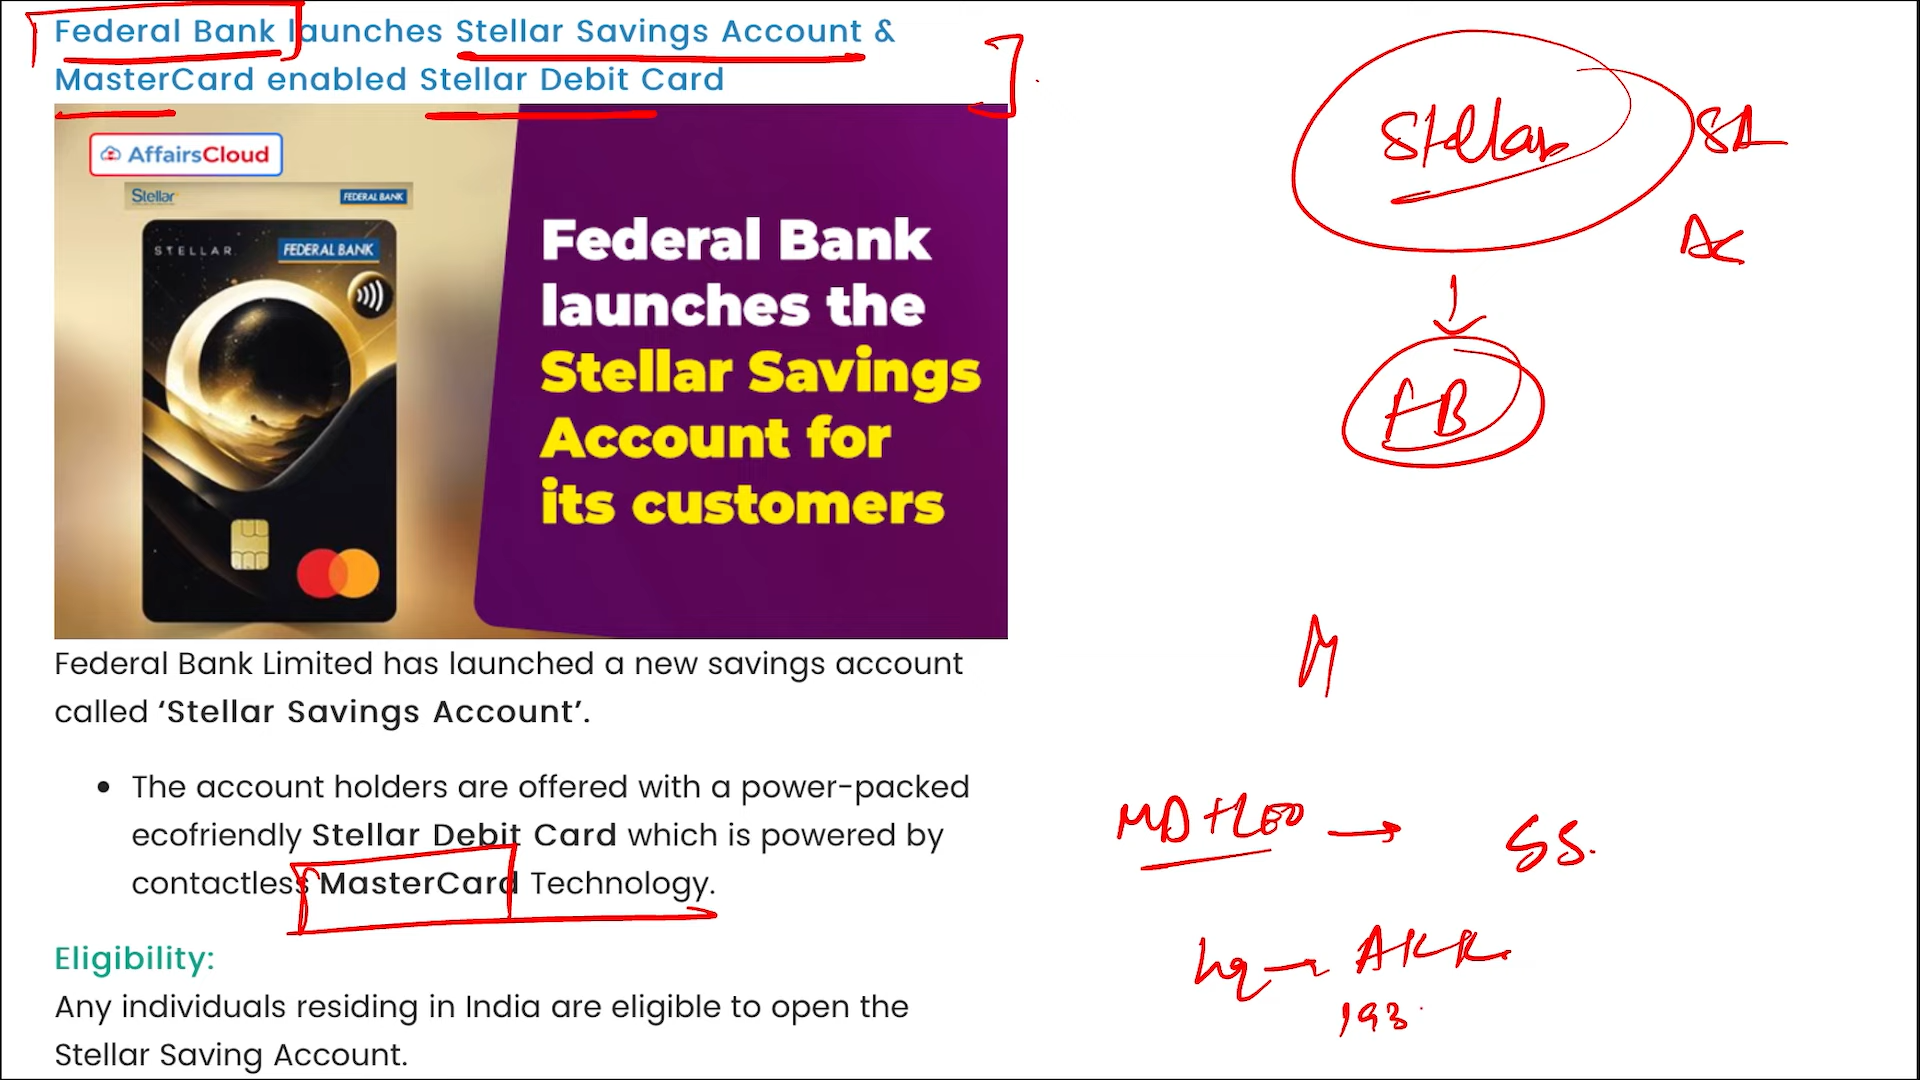 Federal Bank launches Stellar Savings Account &
MasterCard enabled Stellar Debit Card
AffairsCloud
Stellar
FEDERAL BANK
STELLAR
FEDERAL BANK
Federal Bank
launches the
Stellar Savings
Account for
its customers
Federal Bank Limited has launched a new savings account
called ‘Stellar Savings Account’.
• The account holders are offered with a power-packed
ecofriendly Stellar Debit Card which is powered by
contactless MasterCard Technology.
Eligibility:
Any individuals residing in India are eligible to open the
Stellar Saving Account.
Stellar
SA
FB
M
MD+CEO → SS.
hq → AKK
193